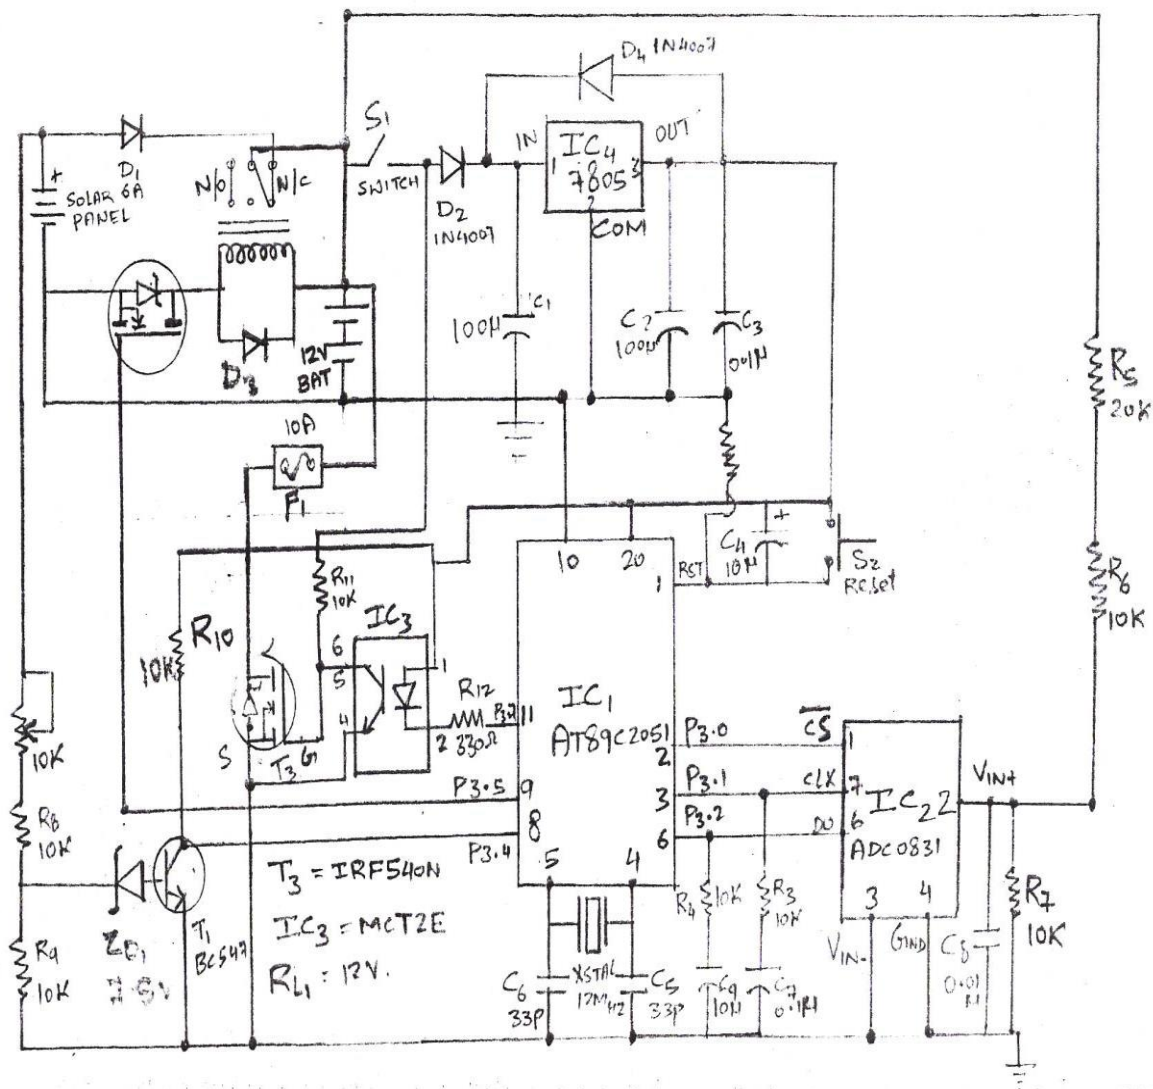 D4 1N4007
S1
IN
IC4
7805
OUT
1
3
2
COM
D1
6A
N/O
N/C
SWITCH
D2
1N4007
+
SOLAR
PANEL
C1
100µ
C2
100µ
C3
0.1µ
12V
BAT
R5
20K
10A
F1
+
C4
10µ
S2
Reset
10
20
RST
1
R6
10K
R11
10K
IC3
R10
10K
6
5
4
1
2
R12
330Ω
P3.7
11
IC1
AT89C2051
S
T3
G
10K
P3.0
2
P3.1
3
P3.2
6
CS
1
CLK
7
DO
6
IC2
2
ADC0831
VIN+
P3.5
9
8
P3.4
R8
10K
5
4
3
4
VIN-
GND
T3 = IRF540N
IC3 = MCT2E
RL1 = 12V.
ZD1
T1
BC547
R9
10K
R4
10K
R3
10K
R7
10K
C8
0.01
µ
C6
33P
XSTAL
12MHZ
C5
33P
C9
10µ
C7
0.1µ